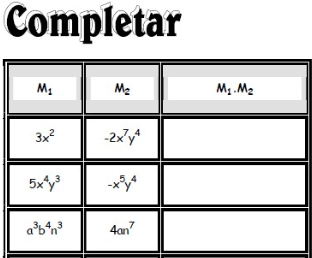 Completar
M₁ M₂ M₁.M₂
3x² -2x⁷y⁴
5x⁴y³ -x⁵y⁴
a³b⁴n³ 4an⁷